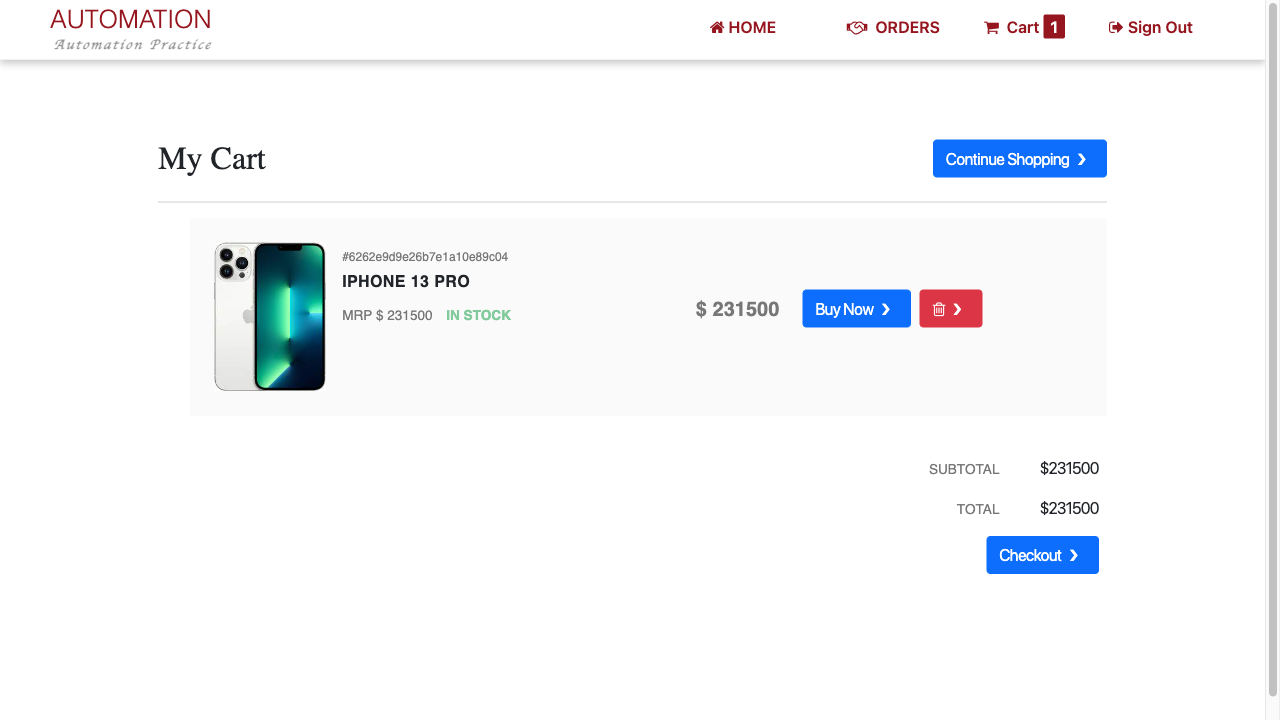 AUTOMATION
Automation Practice
HOME
ORDERS
Cart 1
Sign Out
My Cart
Continue Shopping ❯
#6262e9d9e26b7e1a10e89c04
IPHONE 13 PRO
MRP $ 231500 IN STOCK
$ 231500
Buy Now ❯
❯
SUBTOTAL $231500
TOTAL $231500
Checkout ❯